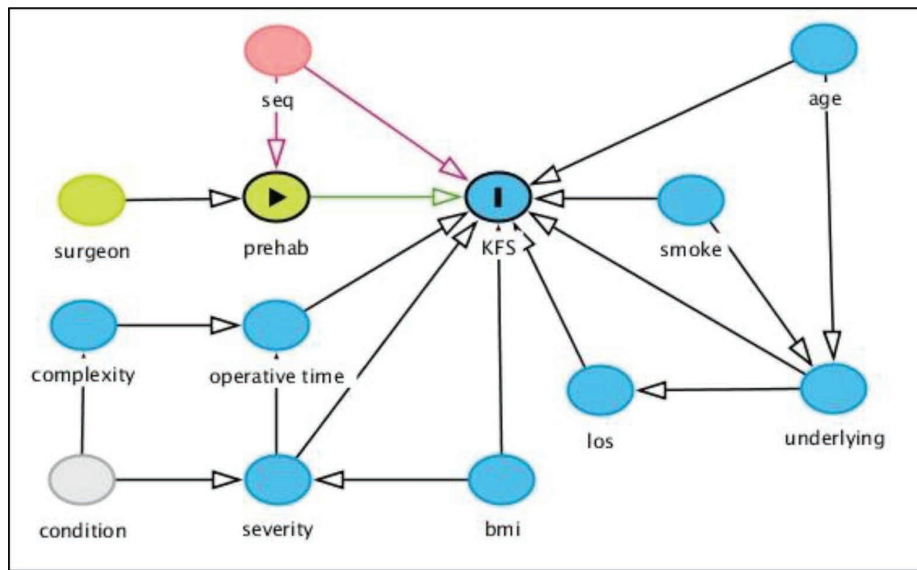 seq
age
surgeon
prehab
KFS
smoke
complexity
operative time
los
underlying
condition
severity
bmi